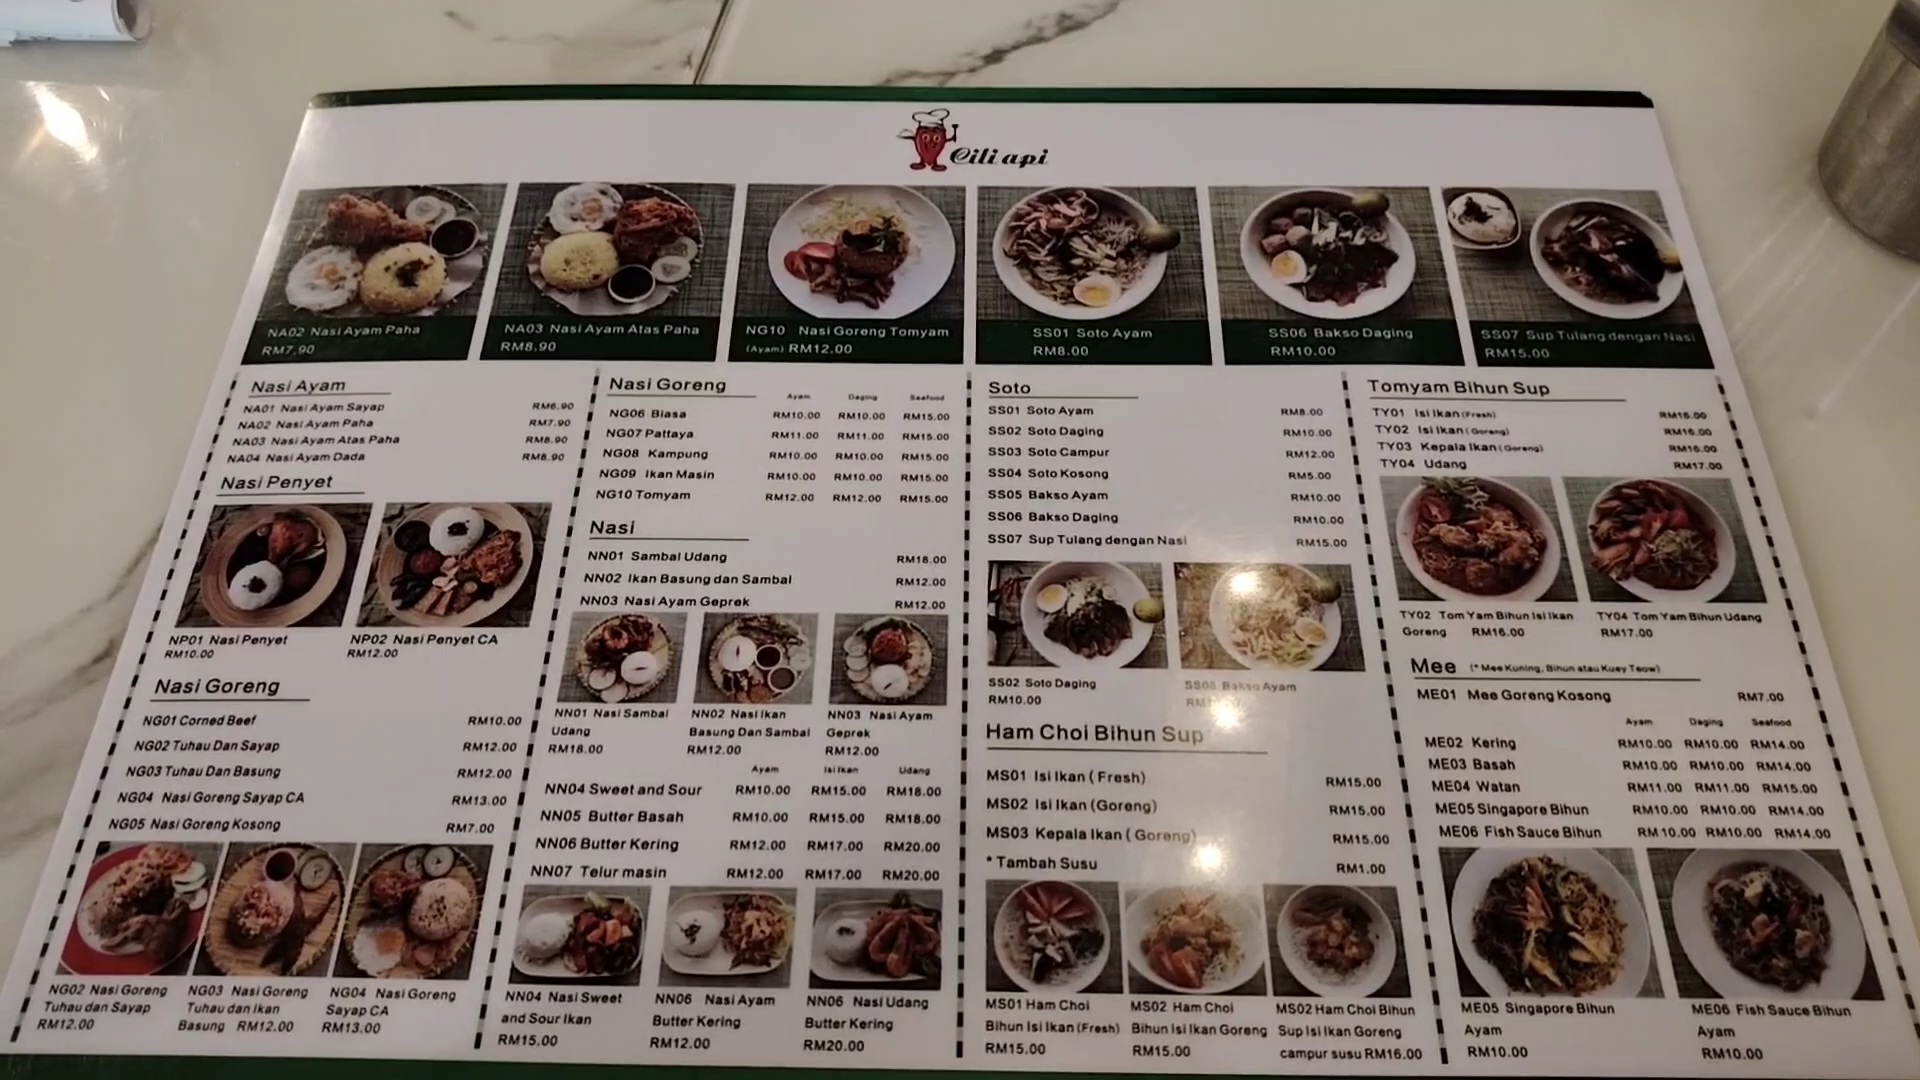 Cili api
NA02 Nasi Ayam Paha
RM7.90
NA03 Nasi Ayam Atas Paha
RM8.90
NG10 Nasi Goreng Tomyam
(Ayam) RM12.00
SS01 Soto Ayam
RM8.00
SS06 Bakso Daging
RM10.00
SS07 Sup Tulang dengan Nasi
RM15.00
Nasi Ayam
NA01 Nasi Ayam Sayap RM6.90
NA02 Nasi Ayam Paha RM7.90
NA03 Nasi Ayam Atas Paha RM8.90
NA04 Nasi Ayam Dada RM8.90
Nasi Penyet
NP01 Nasi Penyet
RM10.00
NP02 Nasi Penyet CA
RM12.00
Nasi Goreng
NG01 Corned Beef RM10.00
NG02 Tuhau Dan Sayap RM12.00
NG03 Tuhau Dan Basung RM12.00
NG04 Nasi Goreng Sayap CA RM13.00
NG05 Nasi Goreng Kosong RM7.00
NG02 Nasi Goreng
Tuhau dan Sayap
RM12.00
NG03 Nasi Goreng
Tuhau dan Ikan
Basung RM12.00
NG04 Nasi Goreng
Sayap CA
RM13.00
Nasi Goreng
Ayam Daging Seafood
NG06 Biasa RM10.00 RM10.00 RM15.00
NG07 Pattaya RM11.00 RM11.00 RM15.00
NG08 Kampung RM10.00 RM10.00 RM15.00
NG09 Ikan Masin RM10.00 RM10.00 RM15.00
NG10 Tomyam RM12.00 RM12.00 RM15.00
Nasi
NN01 Sambal Udang RM18.00
NN02 Ikan Basung dan Sambal RM12.00
NN03 Nasi Ayam Geprek RM12.00
NN01 Nasi Sambal
Udang
RM18.00
NN02 Nasi Ikan
Basung Dan Sambal
RM12.00
NN03 Nasi Ayam
Geprek
RM12.00
Ayam Isi Ikan Udang
NN04 Sweet and Sour RM10.00 RM15.00 RM18.00
NN05 Butter Basah RM10.00 RM15.00 RM18.00
NN06 Butter Kering RM12.00 RM17.00 RM20.00
NN07 Telur masin RM12.00 RM17.00 RM20.00
NN04 Nasi Sweet
and Sour Ikan
RM15.00
NN06 Nasi Ayam
Butter Kering
RM12.00
NN06 Nasi Udang
Butter Kering
RM20.00
Soto
SS01 Soto Ayam RM8.00
SS02 Soto Daging RM10.00
SS03 Soto Campur RM12.00
SS04 Soto Kosong RM5.00
SS05 Bakso Ayam RM10.00
SS06 Bakso Daging RM10.00
SS07 Sup Tulang dengan Nasi RM15.00
SS02 Soto Daging
RM10.00
SS05 Bakso Ayam
Ham Choi Bihun Sup
MS01 Isi Ikan ( Fresh) RM15.00
MS02 Isi Ikan (Goreng) RM15.00
MS03 Kepala Ikan ( Goreng) RM15.00
* Tambah Susu RM1.00
MS01 Ham Choi
Bihun Isi Ikan (Fresh)
RM15.00
MS02 Ham Choi
Bihun Isi Ikan Goreng
RM15.00
MS02 Ham Choi Bihun
Sup Isi Ikan Goreng
campur susu RM16.00
Tomyam Bihun Sup
TY01 Isi Ikan (Fresh) RM16.00
TY02 Isi Ikan (Goreng) RM16.00
TY03 Kepala Ikan (Goreng) RM16.00
TY04 Udang RM17.00
TY02 Tom Yam Bihun Isi Ikan
Goreng RM16.00
TY04 Tom Yam Bihun Udang
RM17.00
Mee (* Mee Kuning, Bihun atau Kuey Teow)
ME01 Mee Goreng Kosong RM7.00
Ayam Daging Seafood
ME02 Kering RM10.00 RM10.00 RM14.00
ME03 Basah RM10.00 RM10.00 RM14.00
ME04 Watan RM11.00 RM11.00 RM15.00
ME05 Singapore Bihun RM10.00 RM10.00 RM14.00
ME06 Fish Sauce Bihun RM10.00 RM10.00 RM14.00
ME05 Singapore Bihun
Ayam
RM10.00
ME06 Fish Sauce Bihun
Ayam
RM10.00